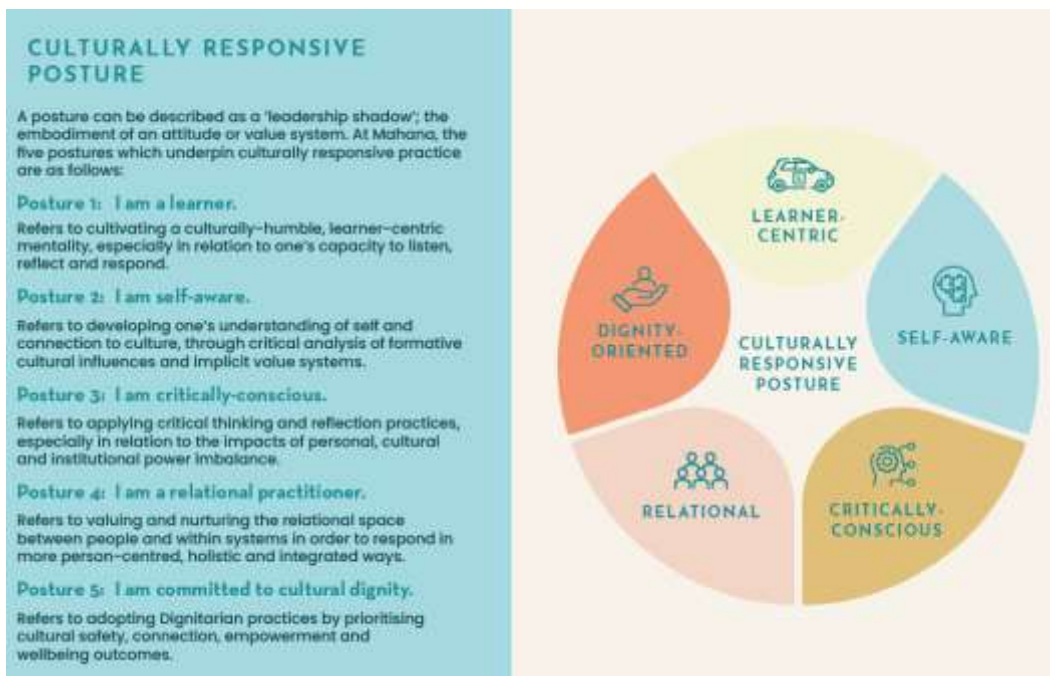 CULTURALLY RESPONSIVE
POSTURE
A posture can be described as a 'leadership shadow'; the
embodiment of an attitude or value system. At Mahana, the
five postures which underpin culturally responsive practice
are as follows:
Posture 1: I am a learner.
Refers to cultivating a culturally-humble, learner-centric
mentality, especially in relation to one's capacity to listen,
reflect and respond.
Posture 2: I am self-aware.
Refers to developing one's understanding of self and
connection to culture, through critical analysis of formative
cultural influences and implicit value systems.
Posture 3: I am critically-conscious.
Refers to applying critical thinking and reflection practices,
especially in relation to the impacts of personal, cultural
and institutional power imbalance.
Posture 4: I am a relational practitioner.
Refers to valuing and nurturing the relational space
between people and within systems in order to respond in
more person-centred, holistic and integrated ways.
Posture 5: I am committed to cultural dignity.
Refers to adopting Dignitarian practices by prioritising
cultural safety, connection, empowerment and
wellbeing outcomes.
LEARNER-
CENTRIC
SELF-AWARE
CRITICALLY-
CONSCIOUS
RELATIONAL
DIGNITY-
ORIENTED
CULTURALLY
RESPONSIVE
POSTURE